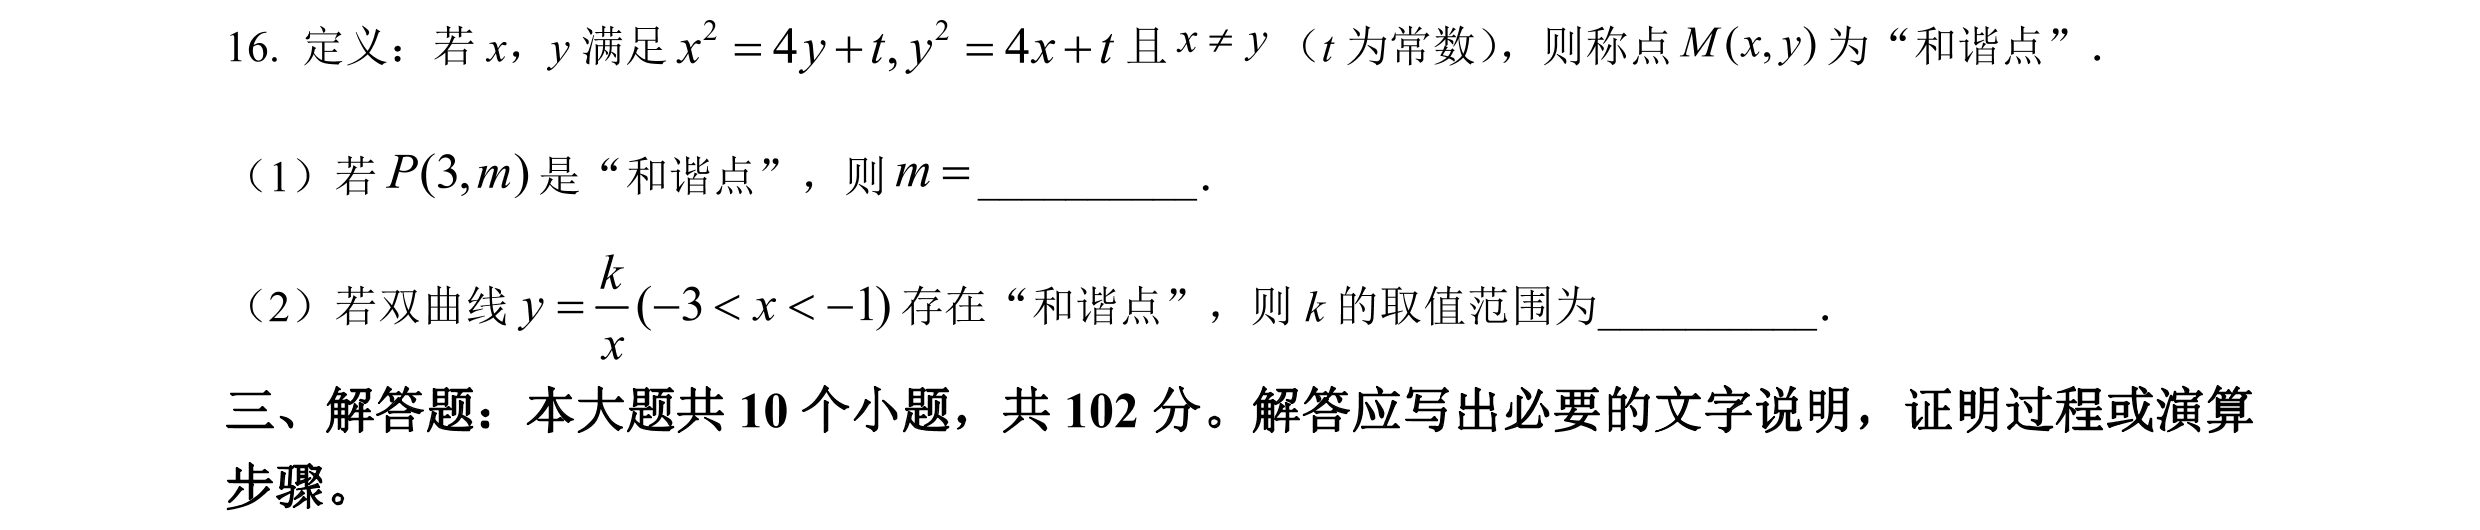 16. 定义：若 x，y 满足 x² = 4y + t, y² = 4x + t 且 x ≠ y （t 为常数），则称点 M(x, y) 为“和谐点”.
（1）若 P(3, m) 是“和谐点”，则 m = __________.
（2）若双曲线 y = k/x (−3 < x < −1) 存在“和谐点”，则 k 的取值范围为__________.
三、解答题：本大题共 10 个小题，共 102 分。解答应写出必要的文字说明，证明过程或演算
步骤。